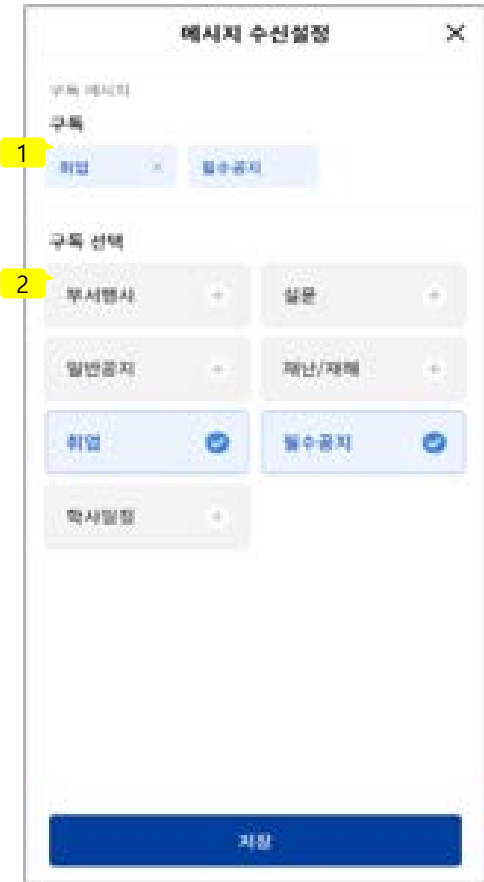 메시지 수신설정
구독 메시지
구독
1
취업 × 필수공지
구독 선택
2
부서행사 + 설문 +
일반공지 + 재난/재해 +
취업 필수공지
학사일정 +
저장